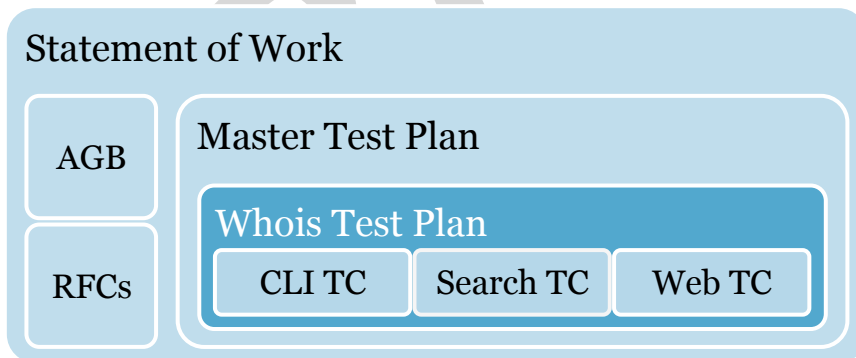 Statement of Work
AGB
Master Test Plan
Whois Test Plan
RFCs
CLI TC
Search TC
Web TC